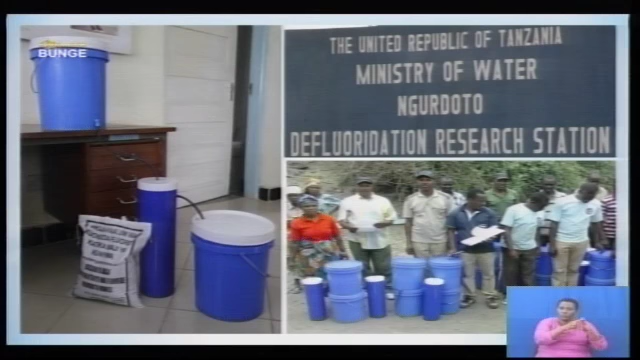 BUNGE
THE UNITED REPUBLIC OF TANZANIA
MINISTRY OF WATER
NGURDOTO
DEFLUORIDATION RESEARCH STATION